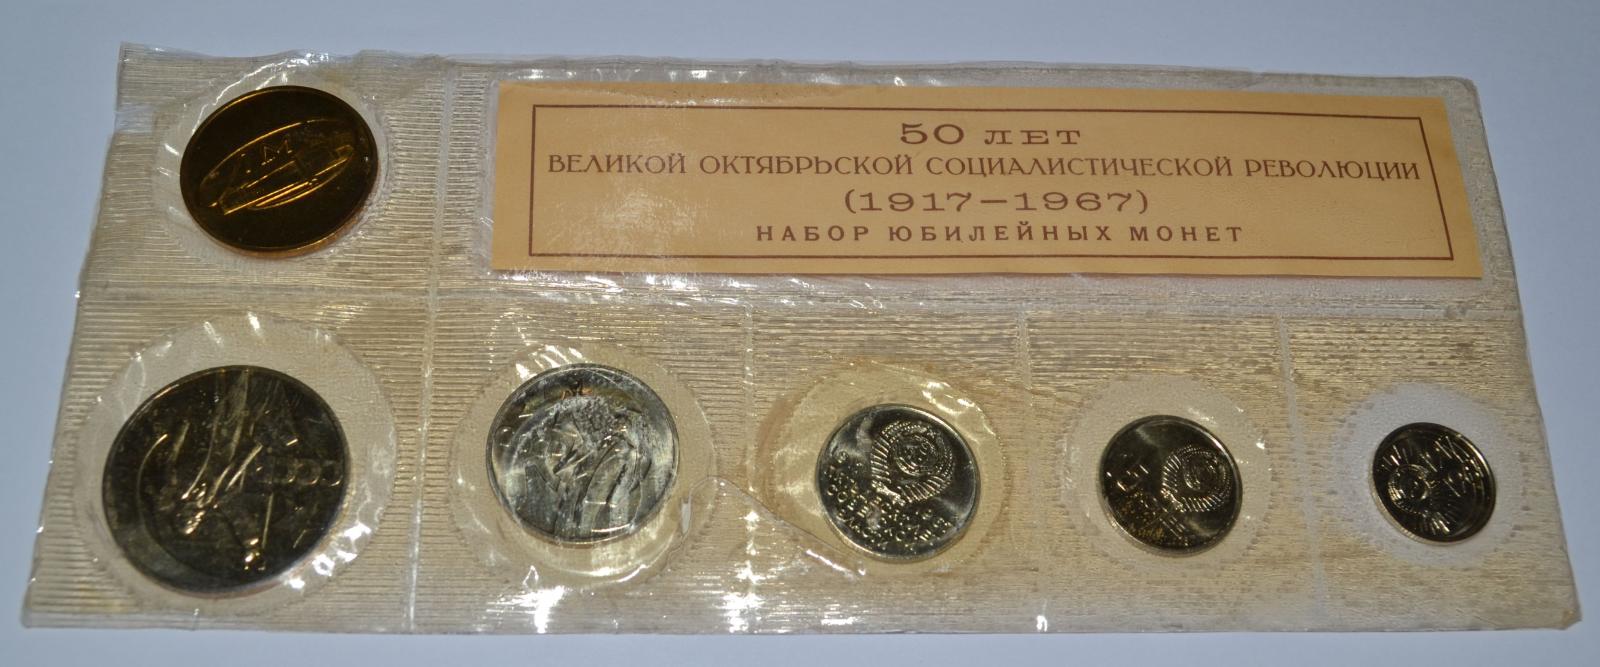 50 ЛЕТ
ВЕЛИКОЙ ОКТЯБРЬСКОЙ СОЦИАЛИСТИЧЕСКОЙ РЕВОЛЮЦИИ
(1917–1967)
НАБОР ЮБИЛЕЙНЫХ МОНЕТ